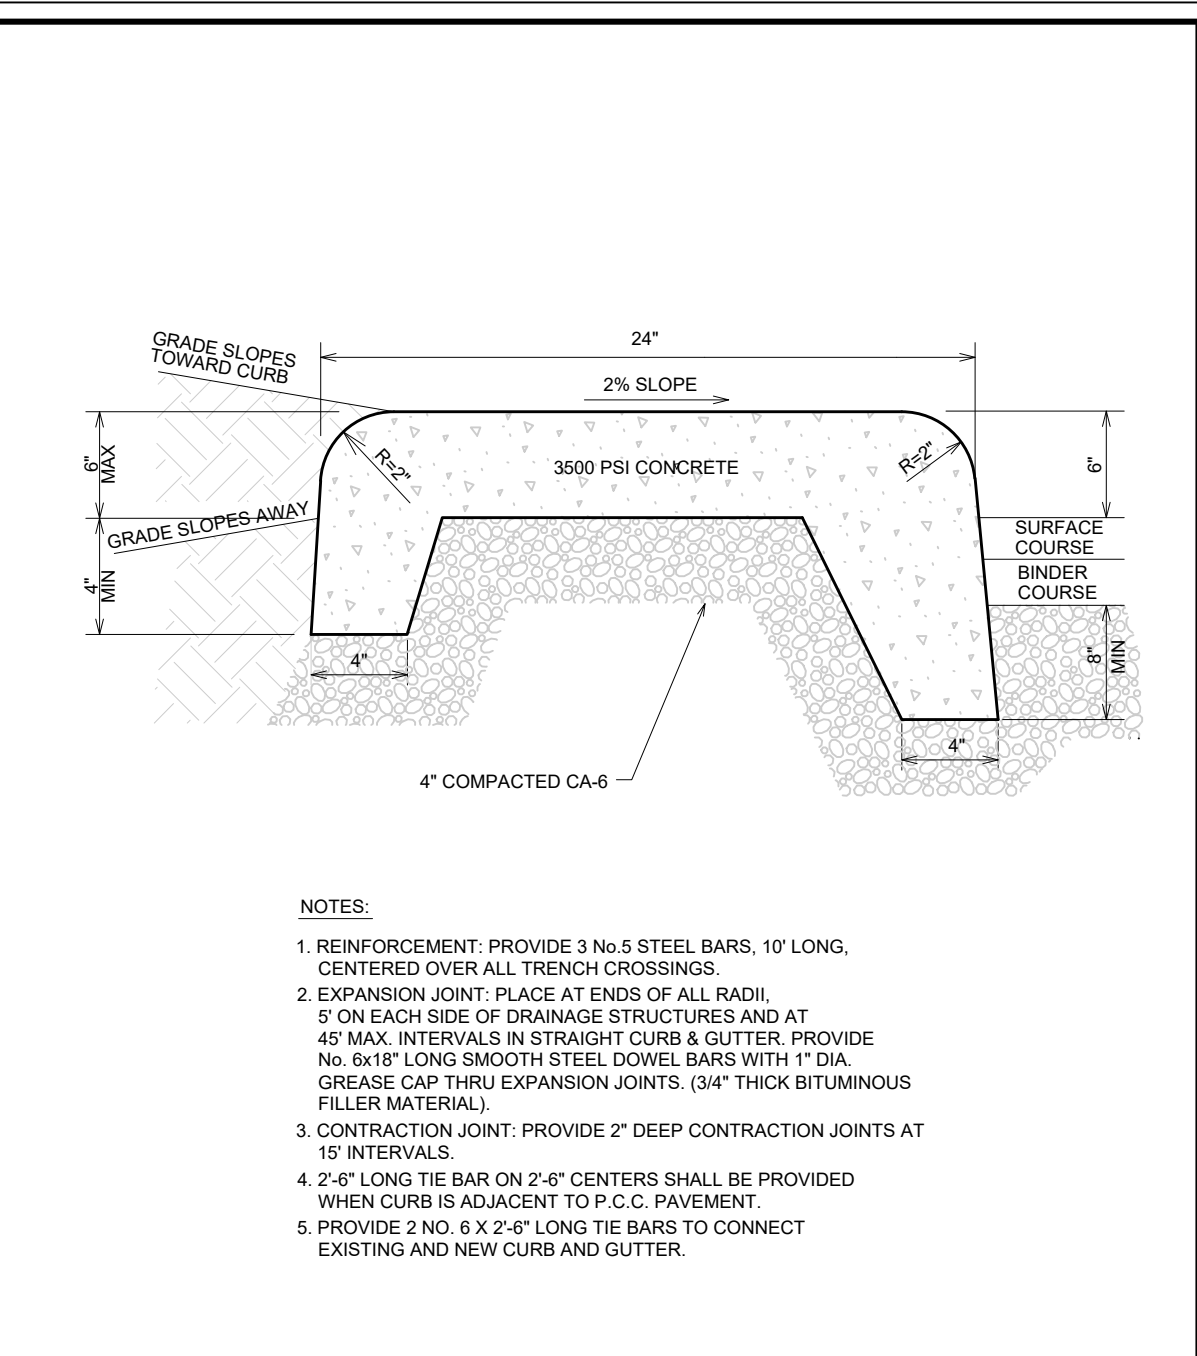 24"
GRADE SLOPES
TOWARD CURB
2% SLOPE
6"
MAX
R=2"
3500 PSI CONCRETE
R=2"
6"
GRADE SLOPES AWAY
SURFACE
COURSE
4"
MIN
BINDER
COURSE
8"
MIN
4"
4"
4" COMPACTED CA-6
NOTES:
1. REINFORCEMENT: PROVIDE 3 No.5 STEEL BARS, 10' LONG,
CENTERED OVER ALL TRENCH CROSSINGS.
2. EXPANSION JOINT: PLACE AT ENDS OF ALL RADII,
5' ON EACH SIDE OF DRAINAGE STRUCTURES AND AT
45' MAX. INTERVALS IN STRAIGHT CURB & GUTTER. PROVIDE
No. 6x18" LONG SMOOTH STEEL DOWEL BARS WITH 1" DIA.
GREASE CAP THRU EXPANSION JOINTS. (3/4" THICK BITUMINOUS
FILLER MATERIAL).
3. CONTRACTION JOINT: PROVIDE 2" DEEP CONTRACTION JOINTS AT
15' INTERVALS.
4. 2'-6" LONG TIE BAR ON 2'-6" CENTERS SHALL BE PROVIDED
WHEN CURB IS ADJACENT TO P.C.C. PAVEMENT.
5. PROVIDE 2 NO. 6 X 2'-6" LONG TIE BARS TO CONNECT
EXISTING AND NEW CURB AND GUTTER.